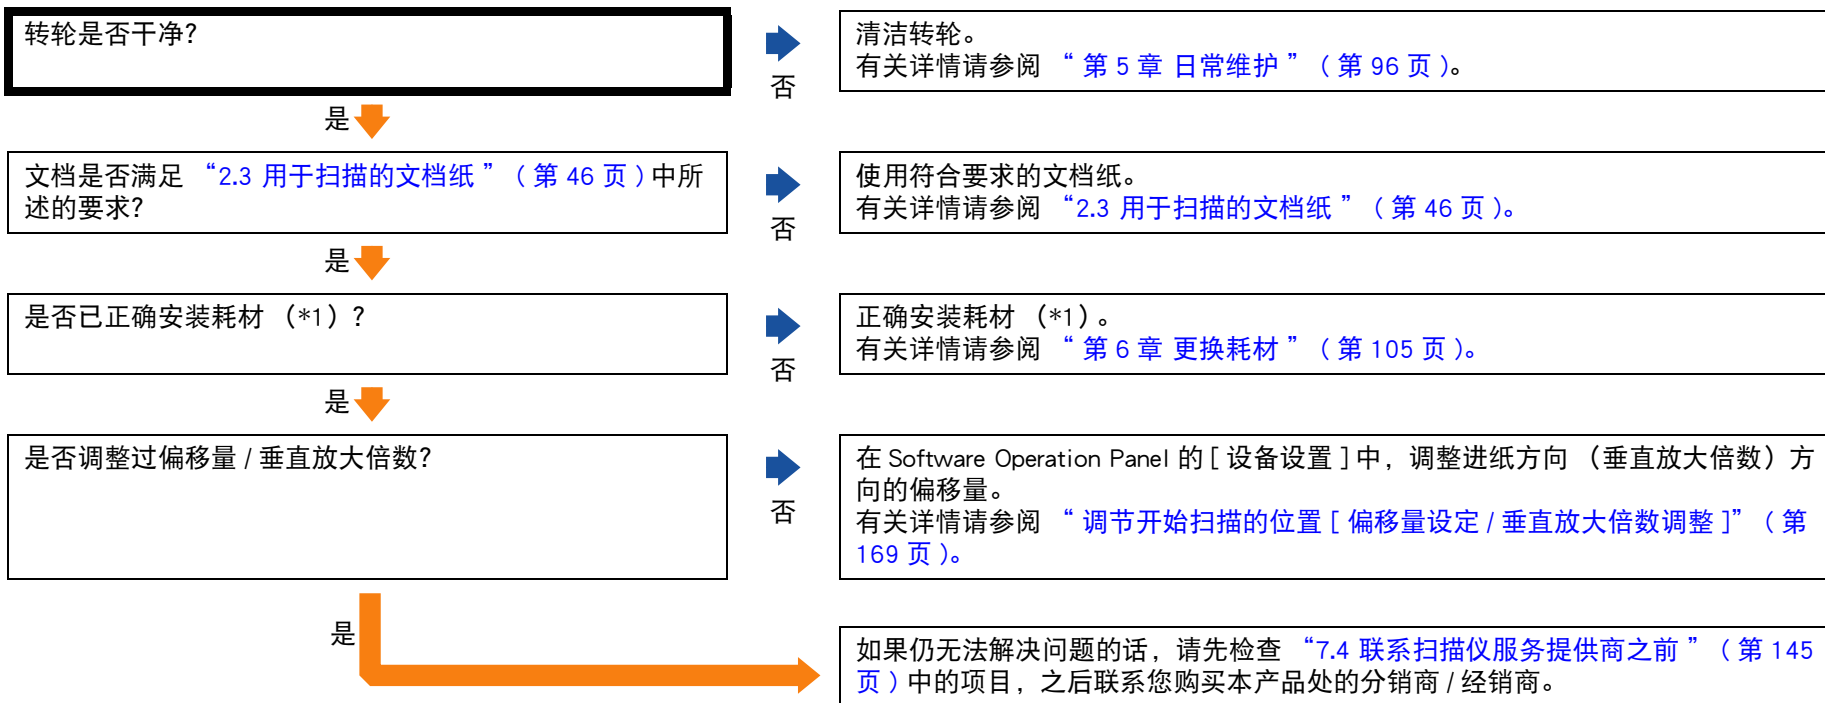 转轮是否干净?
清洁转轮。
有关详情请参阅 “ 第 5 章 日常维护 ” ( 第 96 页 )。
否
是
文档是否满足 “2.3 用于扫描的文档纸 ” ( 第 46 页 ) 中所
述的要求?
使用符合要求的文档纸。
有关详情请参阅 “2.3 用于扫描的文档纸 ” ( 第 46 页 )。
否
是
是否已正确安装耗材 （*1）?
正确安装耗材 （*1）。
有关详情请参阅 “ 第 6 章 更换耗材 ” ( 第 105 页 )。
否
是
是否调整过偏移量 / 垂直放大倍数?
在 Software Operation Panel 的 [ 设备设置 ] 中，调整进纸方向 （垂直放大倍数）方
向的偏移量。
有关详情请参阅 “ 调节开始扫描的位置 [ 偏移量设定 / 垂直放大倍数调整 ]” ( 第
169 页 )。
否
是
如果仍无法解决问题的话，请先检查 “7.4 联系扫描仪服务提供商之前 ” ( 第 145
页 ) 中的项目，之后联系您购买本产品处的分销商 / 经销商。